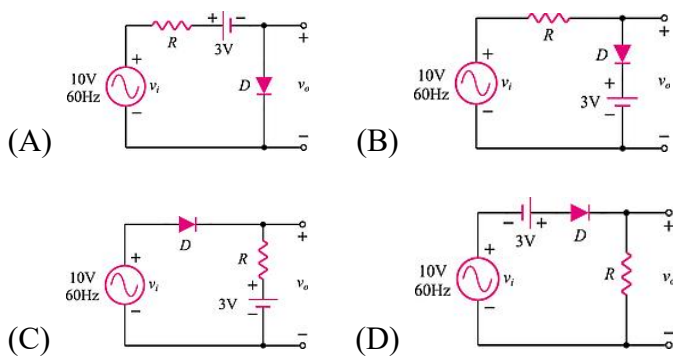 + −
R
3V
+
10V
60Hz
vi
−
D
+
vo
−
(A)
R
+
10V
60Hz
vi
−
D
+
3V
−
+
vo
−
(B)
D
+
10V
60Hz
vi
−
R
+
3V
−
+
vo
−
(C)
− +
3V
D
+
10V
60Hz
vi
−
R
+
vo
−
(D)